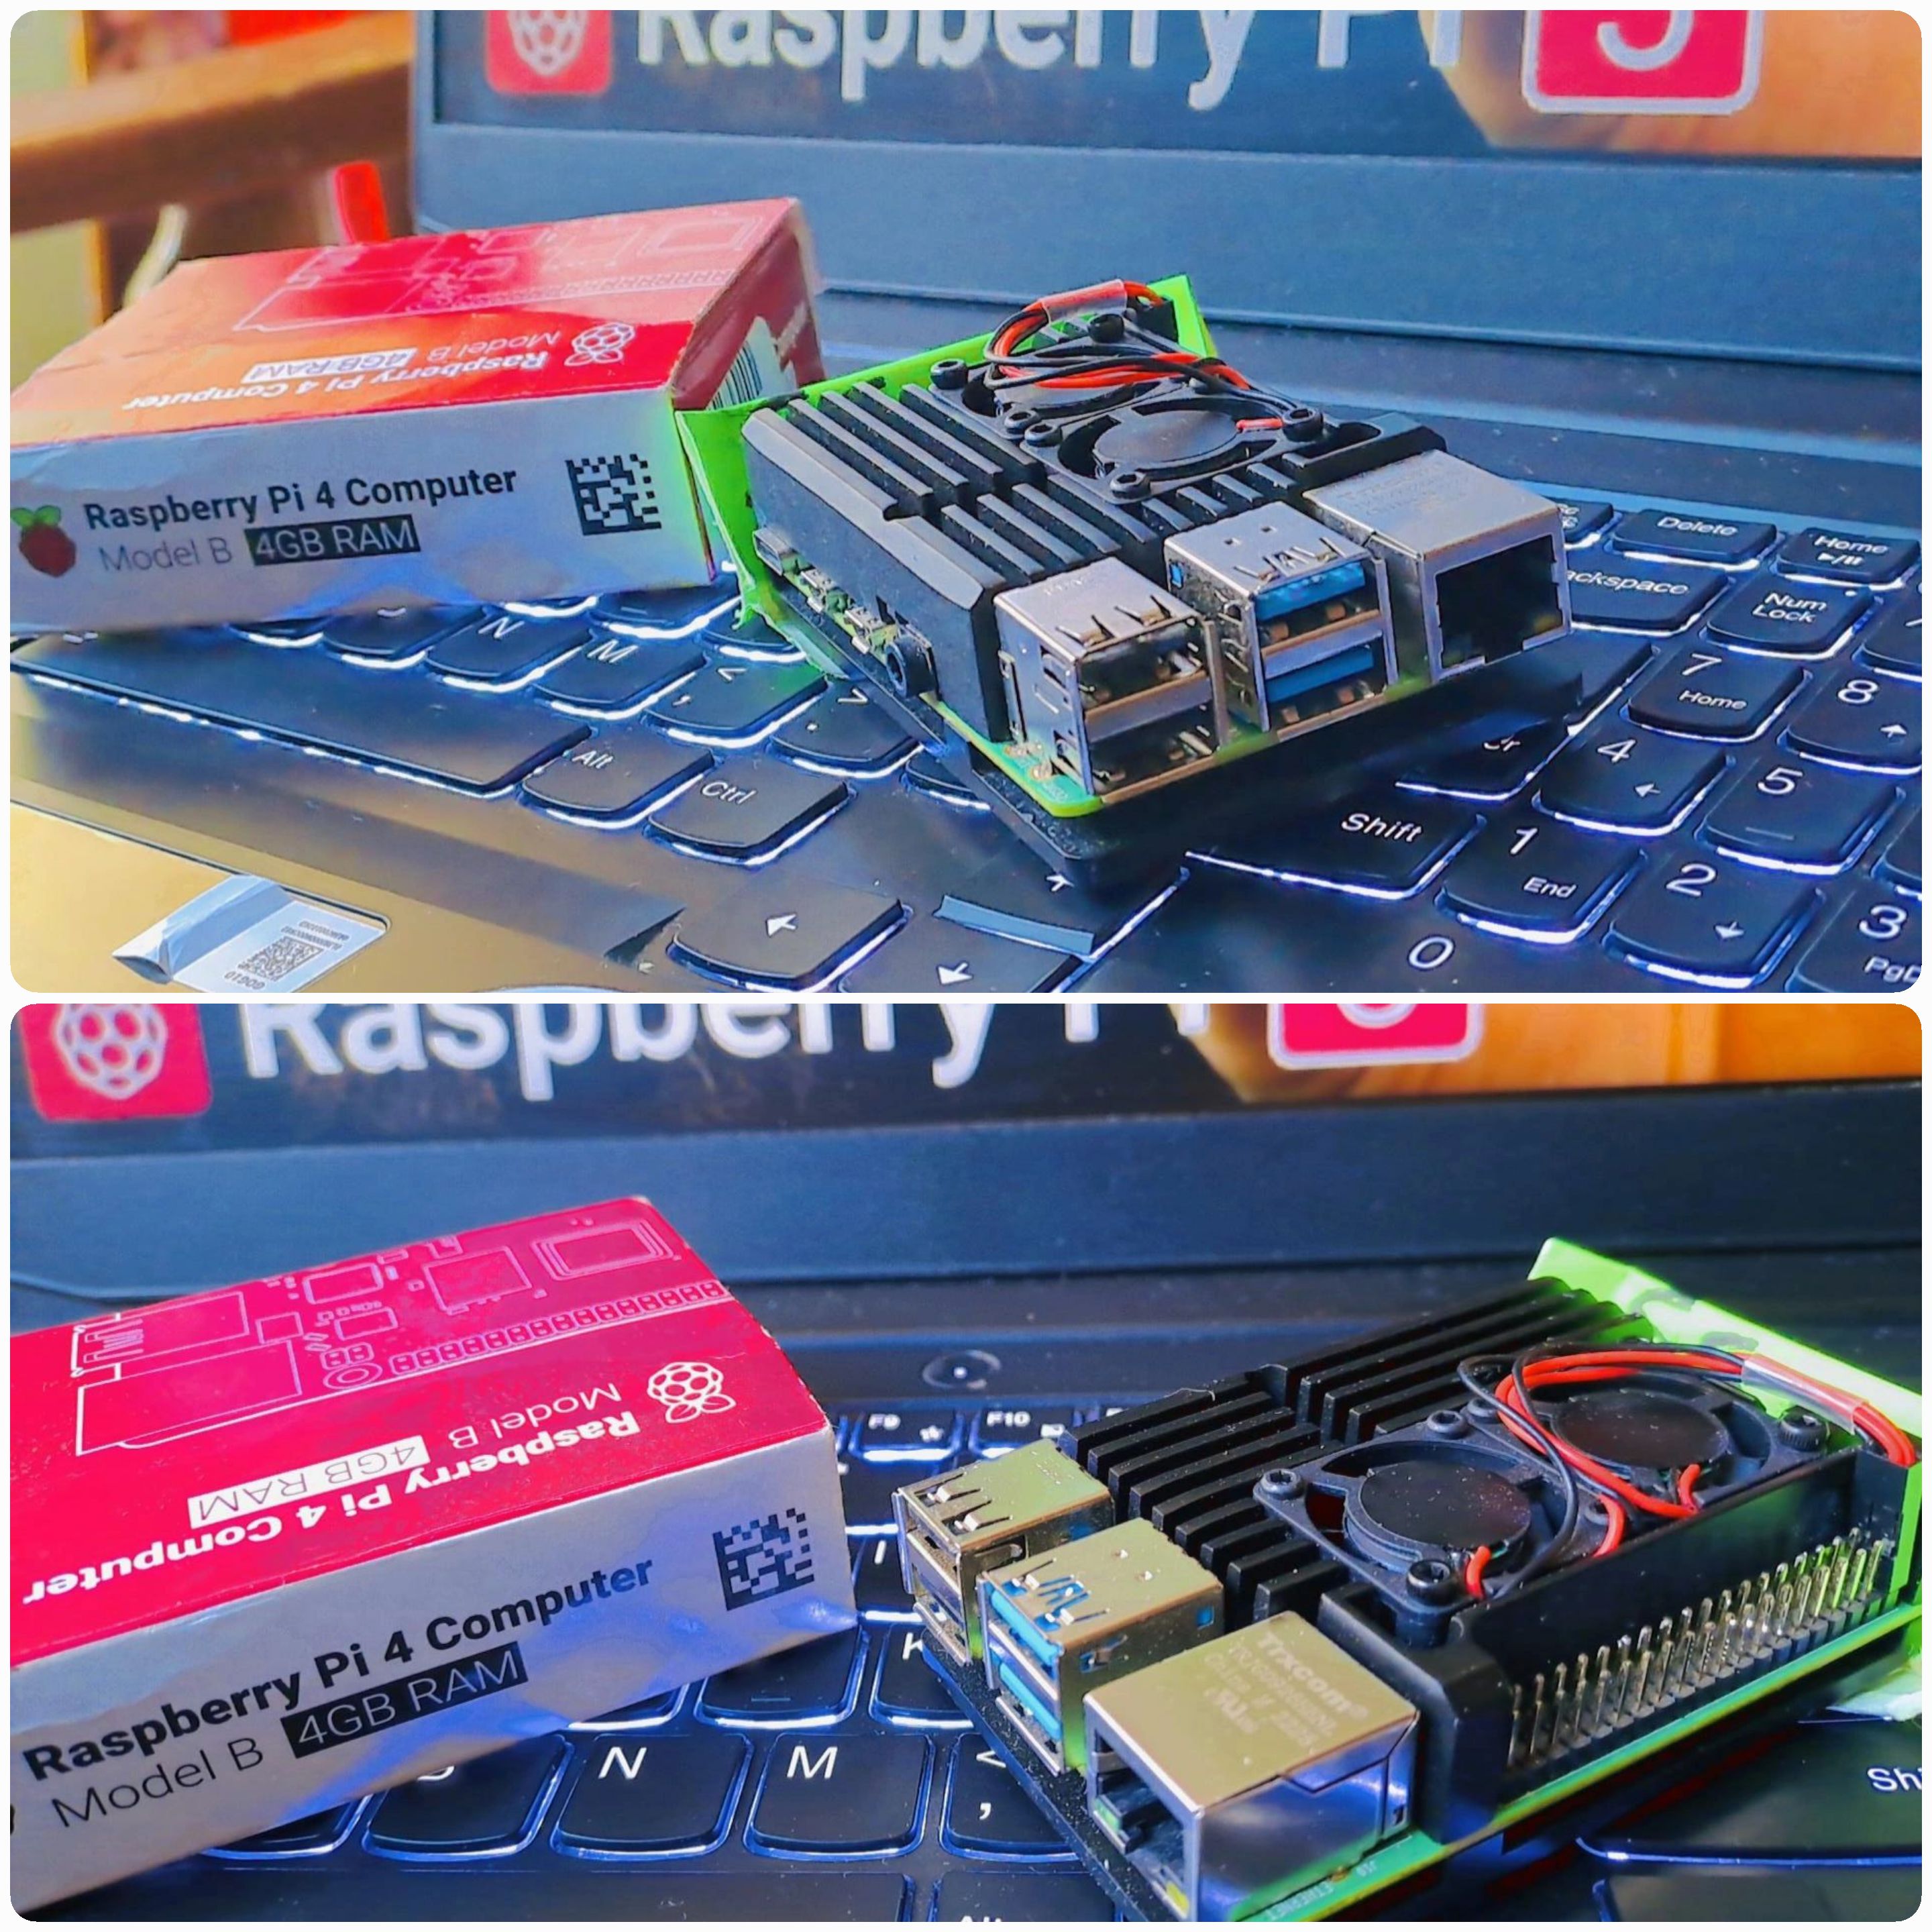 Raspberry Pi 5
Raspberry Pi 4 Computer
Model B 4GB RAM
Raspberry Pi 4 Computer
Model B 4GB RAM
Delete
Home
Num
Lock
7
Home
8
4
5
Shift
1
End
2
3
0
N
M
<
,
>
.
Alt
Ctrl
Raspberry Pi
Raspberry Pi 4 Computer
Model B 4GB RAM
Raspberry Pi 4 Computer
Model B 4GB RAM
F9
F10
Trxcom
ETHERNET
N
M
<
,